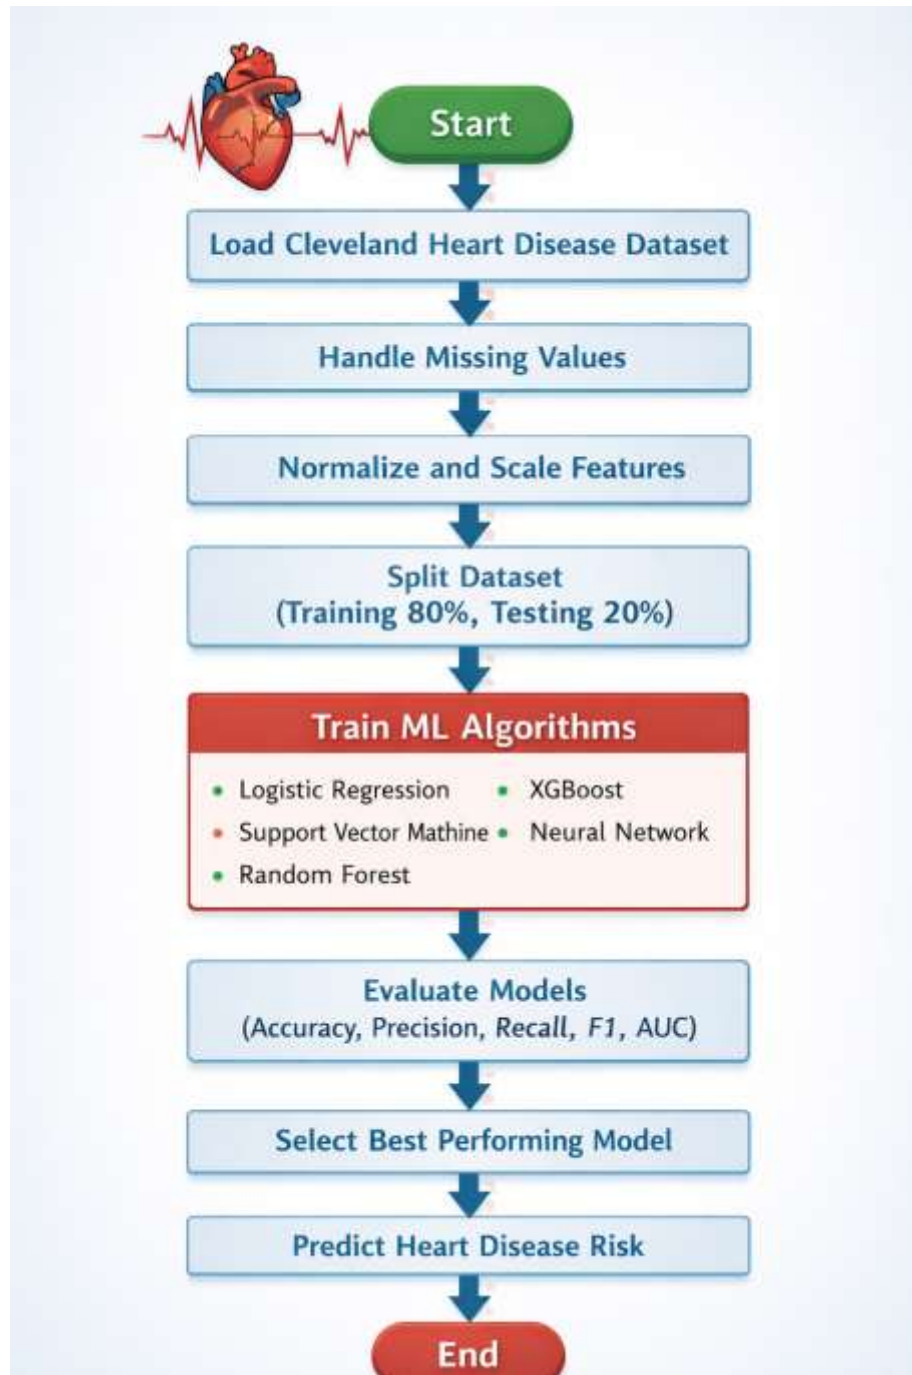 Start
Load Cleveland Heart Disease Dataset
Handle Missing Values
Normalize and Scale Features
Split Dataset
(Training 80%, Testing 20%)
Train ML Algorithms
• Logistic Regression
• Support Vector Mathine
• Random Forest
• XGBoost
• Neural Network
Evaluate Models
(Accuracy, Precision, Recall, F1, AUC)
Select Best Performing Model
Predict Heart Disease Risk
End